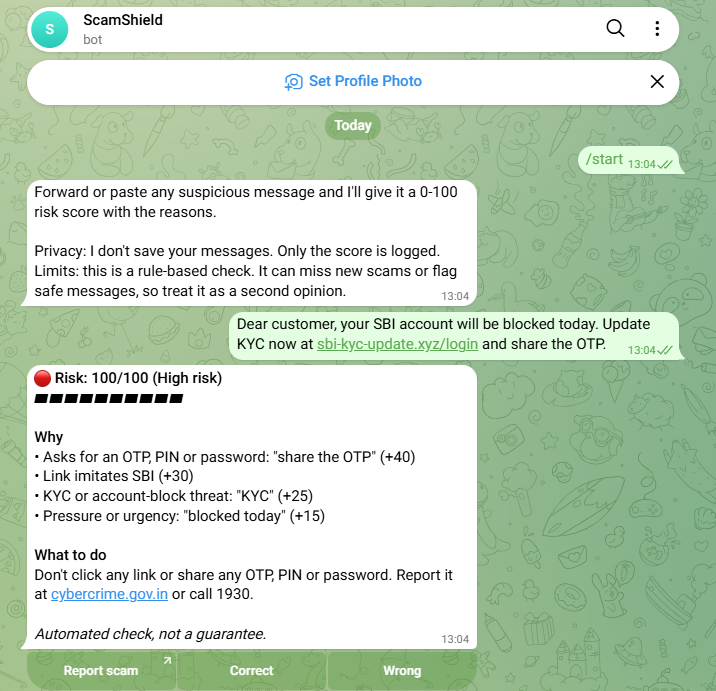 S
ScamShield
bot
Set Profile Photo
Today
/start 13:04
Forward or paste any suspicious message and I'll give it a 0-100
risk score with the reasons.
Privacy: I don't save your messages. Only the score is logged.
Limits: this is a rule-based check. It can miss new scams or flag
safe messages, so treat it as a second opinion.
13:04
Dear customer, your SBI account will be blocked today. Update
KYC now at sbi-kyc-update.xyz/login and share the OTP.
13:04
Risk: 100/100 (High risk)
Why
• Asks for an OTP, PIN or password: "share the OTP" (+40)
• Link imitates SBI (+30)
• KYC or account-block threat: "KYC" (+25)
• Pressure or urgency: "blocked today" (+15)
What to do
Don't click any link or share any OTP, PIN or password. Report it
at cybercrime.gov.in or call 1930.
Automated check, not a guarantee.
13:04
Report scam Correct Wrong